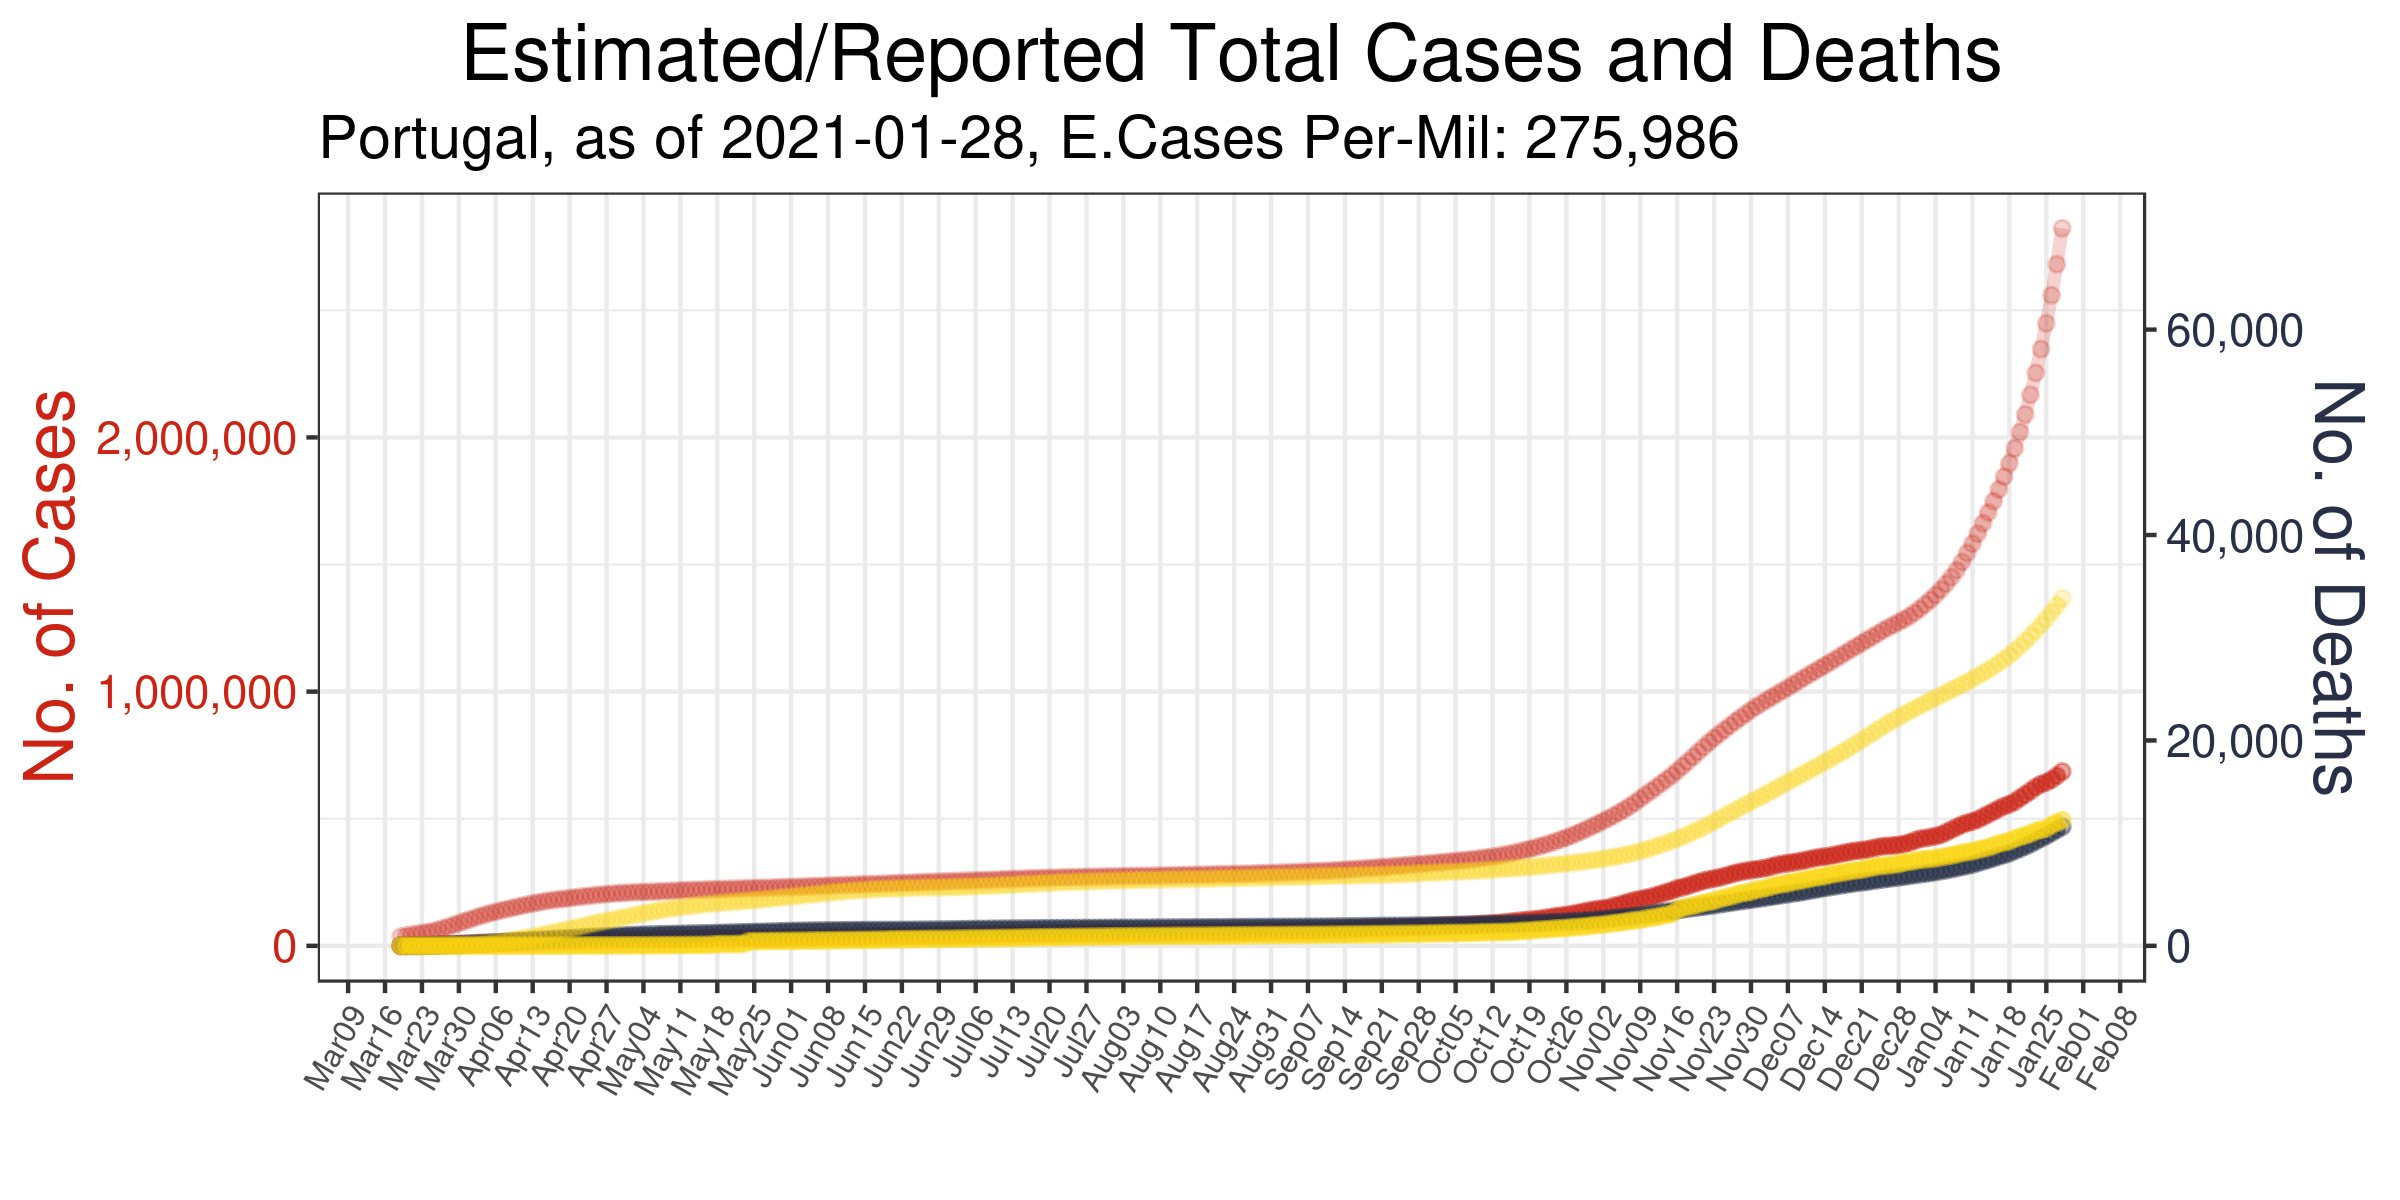 Estimated/Reported Total Cases and Deaths
Portugal, as of 2021-01-28, E.Cases Per-Mil: 275,986
No. of Cases
2,000,000
1,000,000
0
60,000
40,000
20,000
0
No. of Deaths
Mar09
Mar16
Mar23
Mar30
Apr06
Apr13
Apr20
Apr27
May04
May11
May18
May25
Jun01
Jun08
Jun15
Jun22
Jun29
Jul06
Jul13
Jul20
Jul27
Aug03
Aug10
Aug17
Aug24
Aug31
Sep07
Sep14
Sep21
Sep28
Oct05
Oct12
Oct19
Oct26
Nov02
Nov09
Nov16
Nov23
Nov30
Dec07
Dec14
Dec21
Dec28
Jan04
Jan11
Jan18
Jan25
Feb01
Feb08